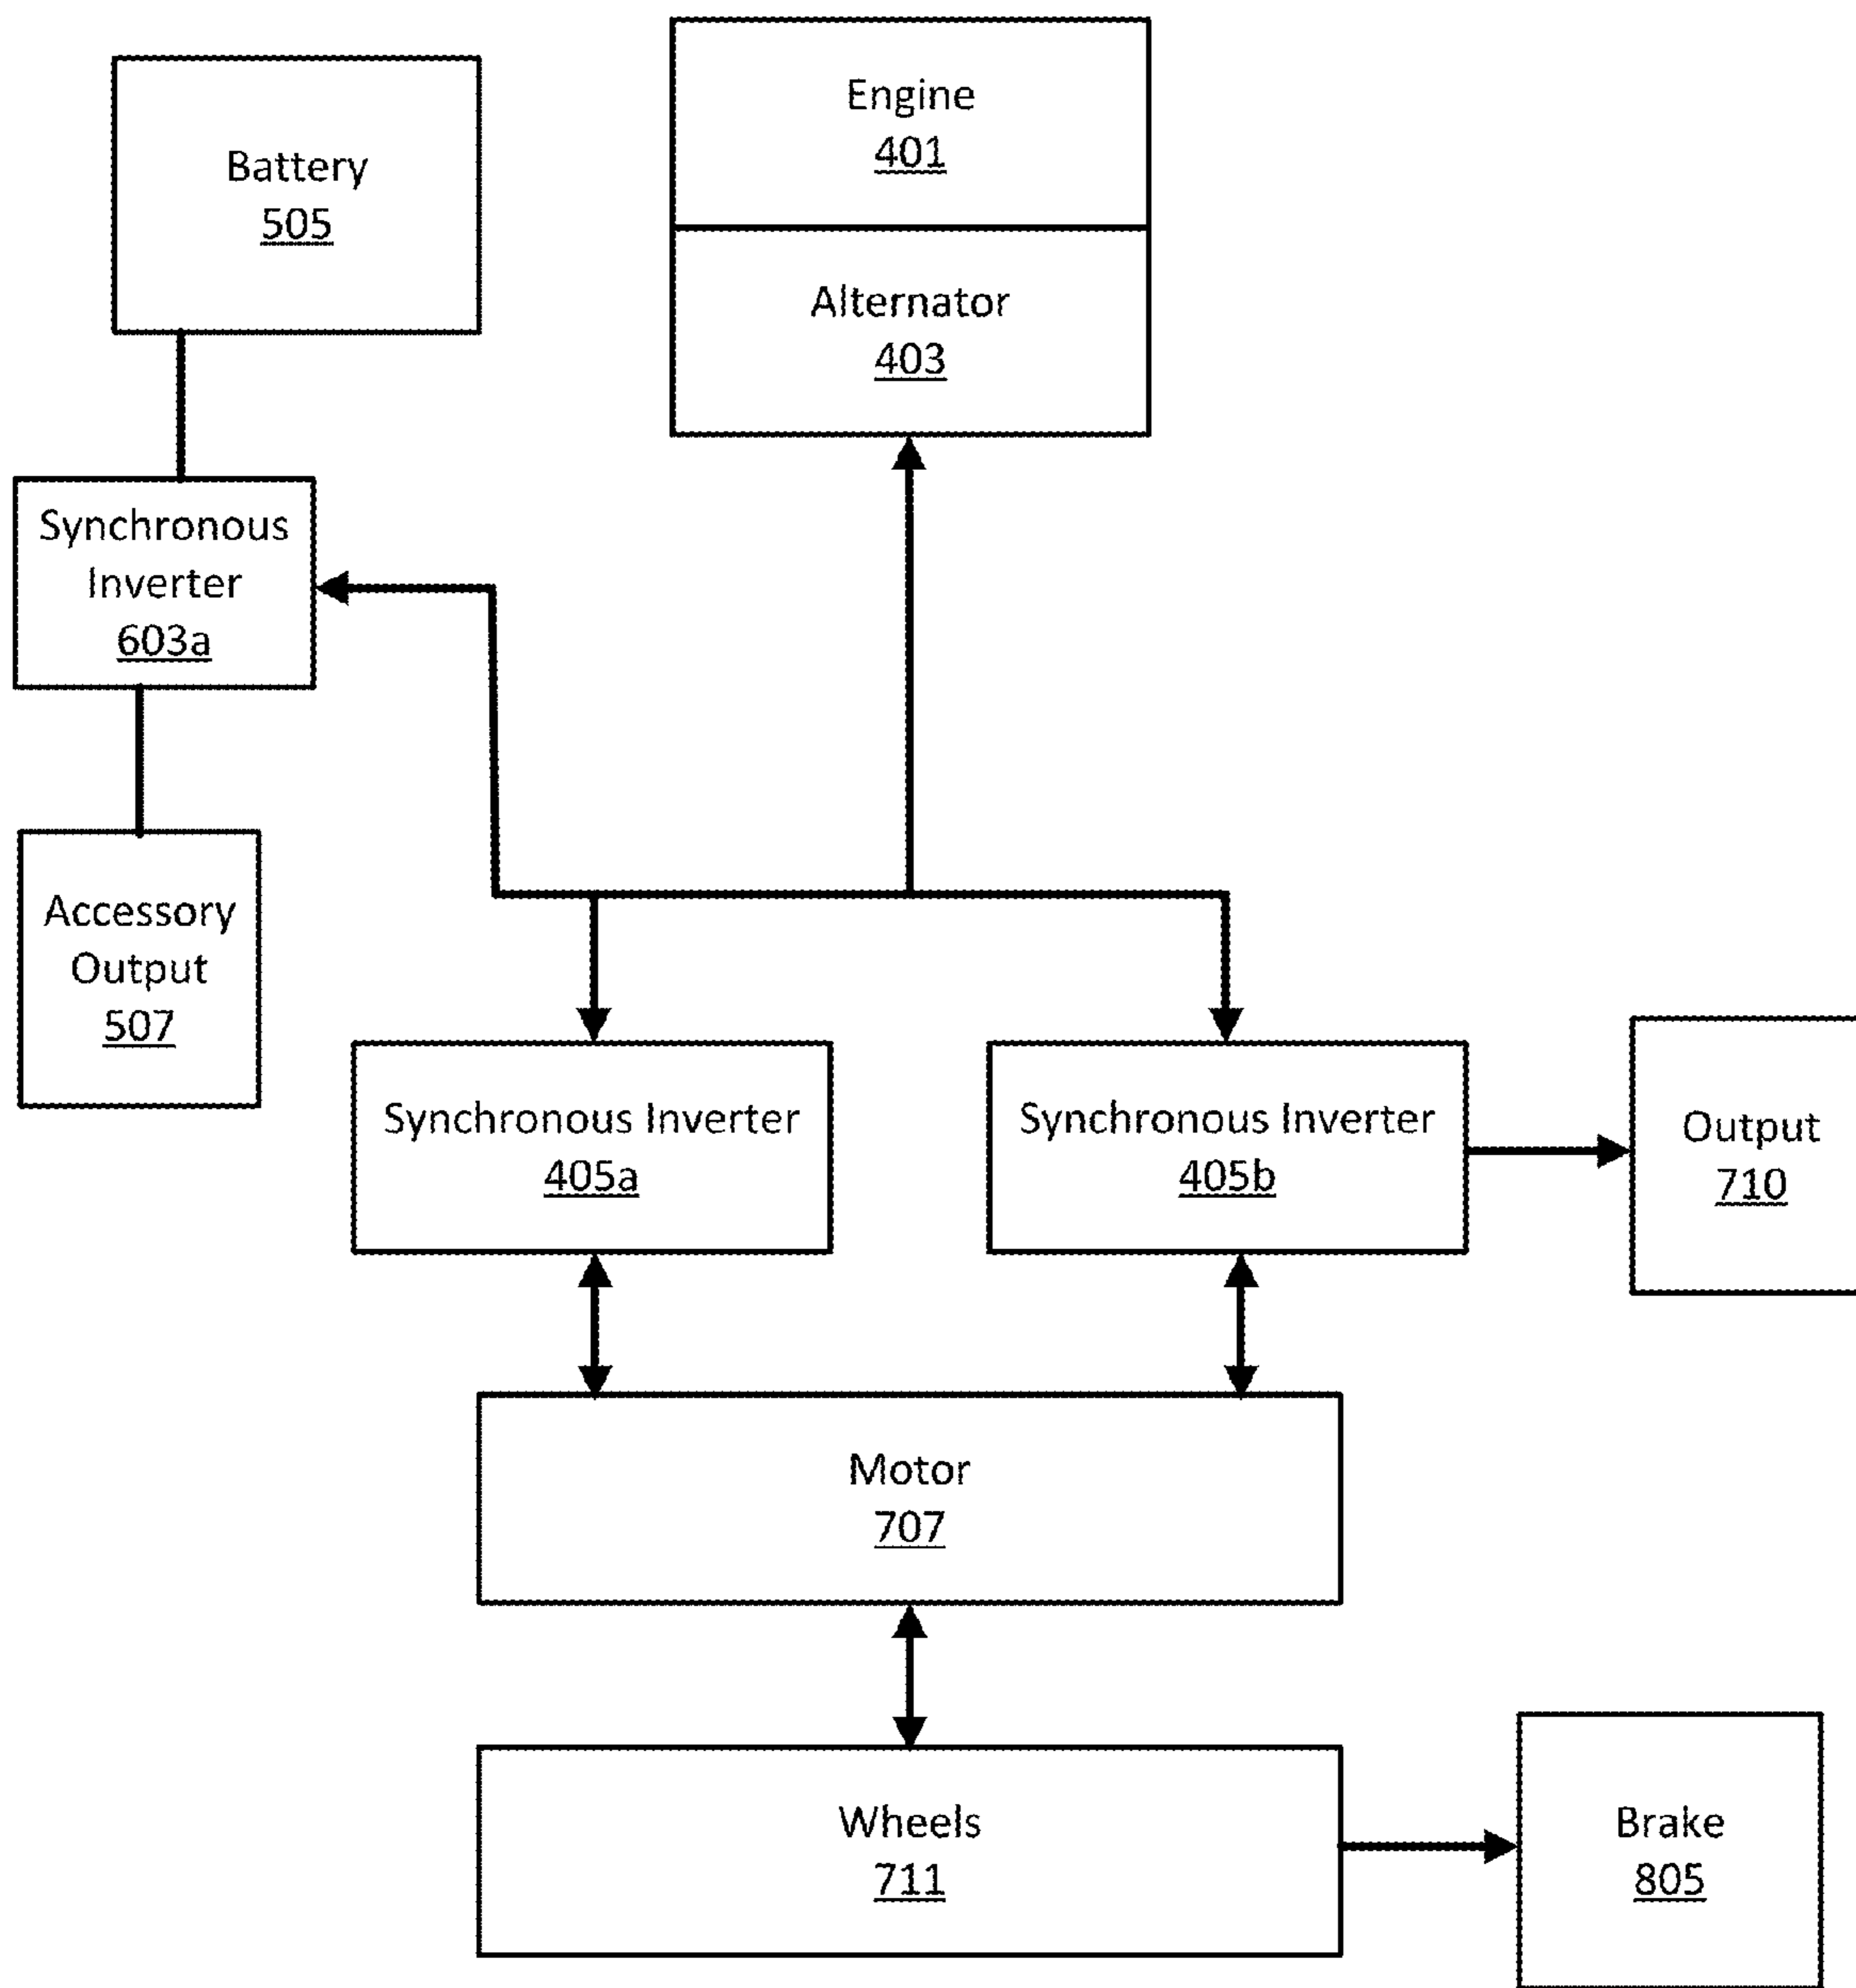 Engine
401
Battery
505
Alternator
403
Synchronous
Inverter
603a
Accessory
Output
507
Synchronous Inverter
405a
Synchronous Inverter
405b
Output
710
Motor
707
Wheels
711
Brake
805